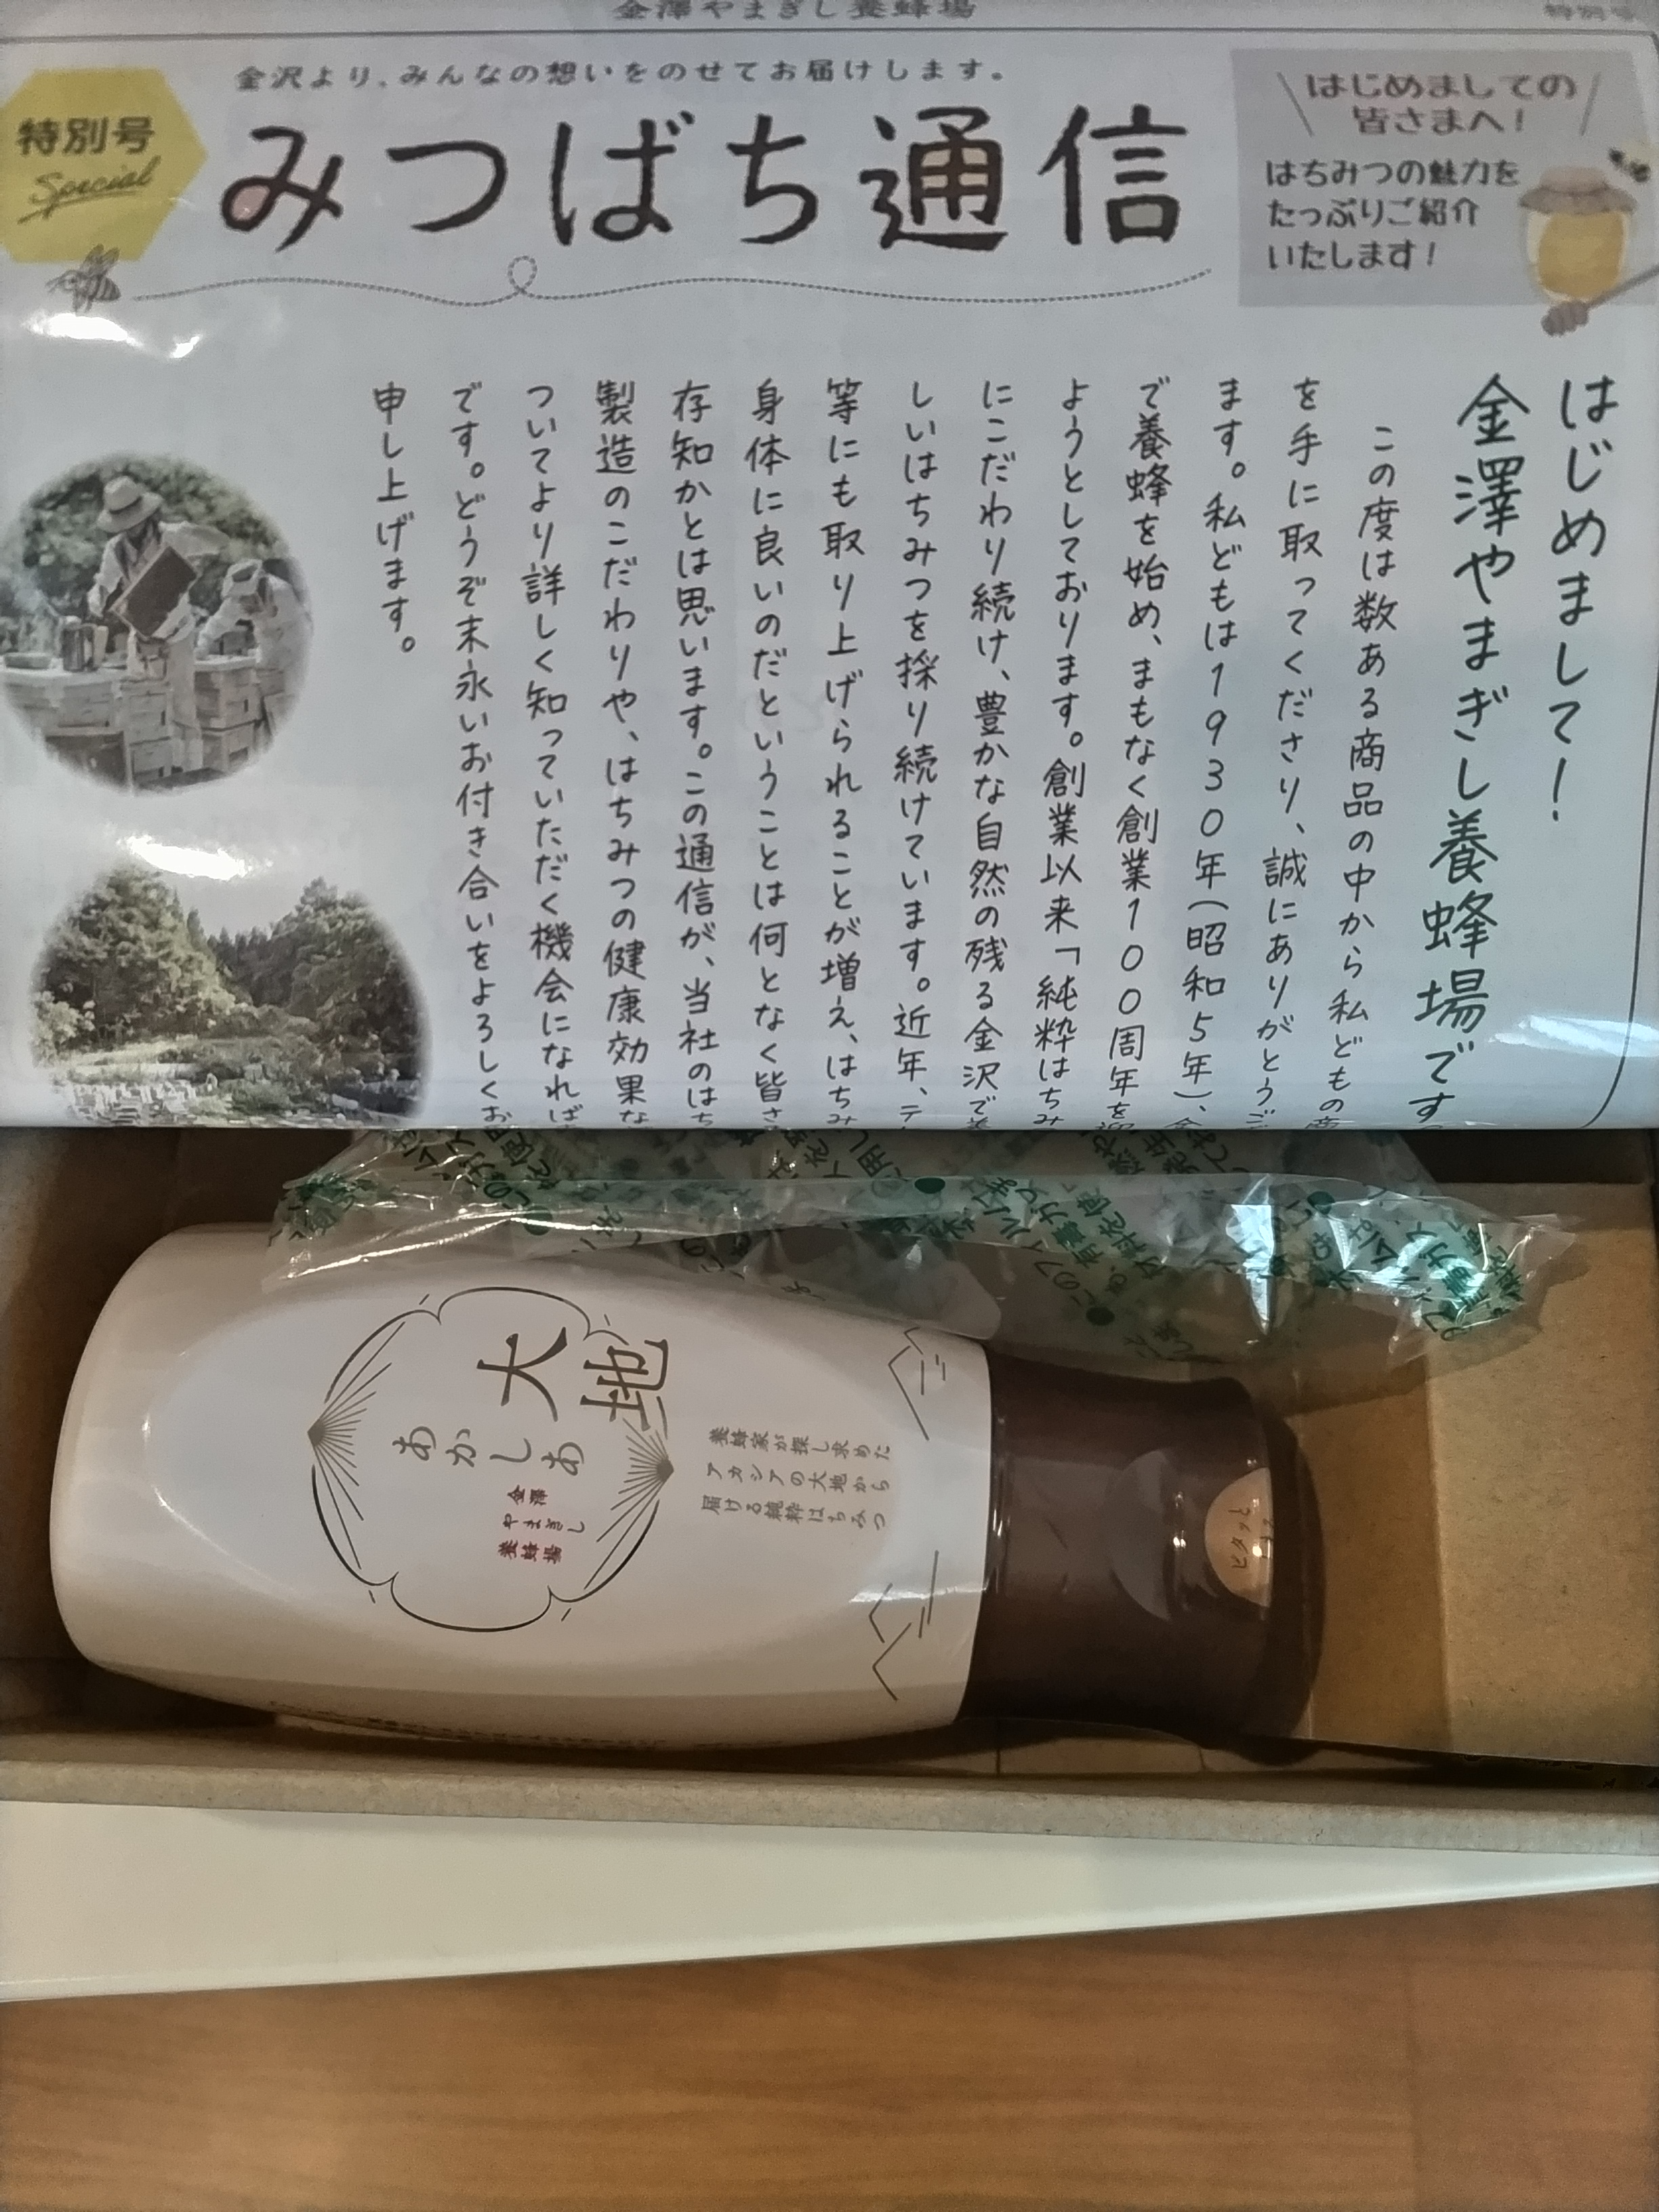 金澤やまぎし養蜂場
金沢より、みんなの想いをのせてお届けします。
特別号
Special
みつばち通信
はじめましての
皆さまへ!
はちみつの魅力を
たっぷりご紹介
いたします!
はじめまして!
金澤やまぎし養蜂場です
この度は数ある商品の中から私どもの商
を手に取ってくださり、誠にありがとうご
ます。私どもは1930年(昭和5年)、金
で養蜂を始め、まもなく創業100周年を迎
ようとしております。創業以来「純粋はちみ
にこだわり続け、豊かな自然の残る金沢で美
しいはちみつを採り続けています。近年、テ
等にも取り上げられることが増え、はちみ
身体に良いのだということは何となく皆さ
存知かとは思います。この通信が、当社のはち
製造のこだわりや、はちみつの健康効果な
ついてより詳しく知っていただく機会になれば
です。どうぞ末永いお付き合いをよろしくお
申し上げます。
大地
あかしあ
金澤
やまぎし
養蜂場
養蜂家が探し求めた
アカシアの大地から
届ける純粋はちみつ
ピタッと